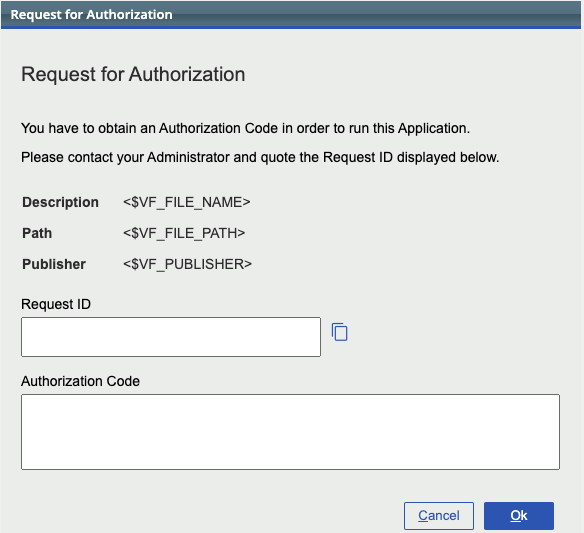 Request for Authorization
Request for Authorization
You have to obtain an Authorization Code in order to run this Application.
Please contact your Administrator and quote the Request ID displayed below.
Description <$VF_FILE_NAME>
Path <$VF_FILE_PATH>
Publisher <$VF_PUBLISHER>
Request ID
Authorization Code
Cancel Ok